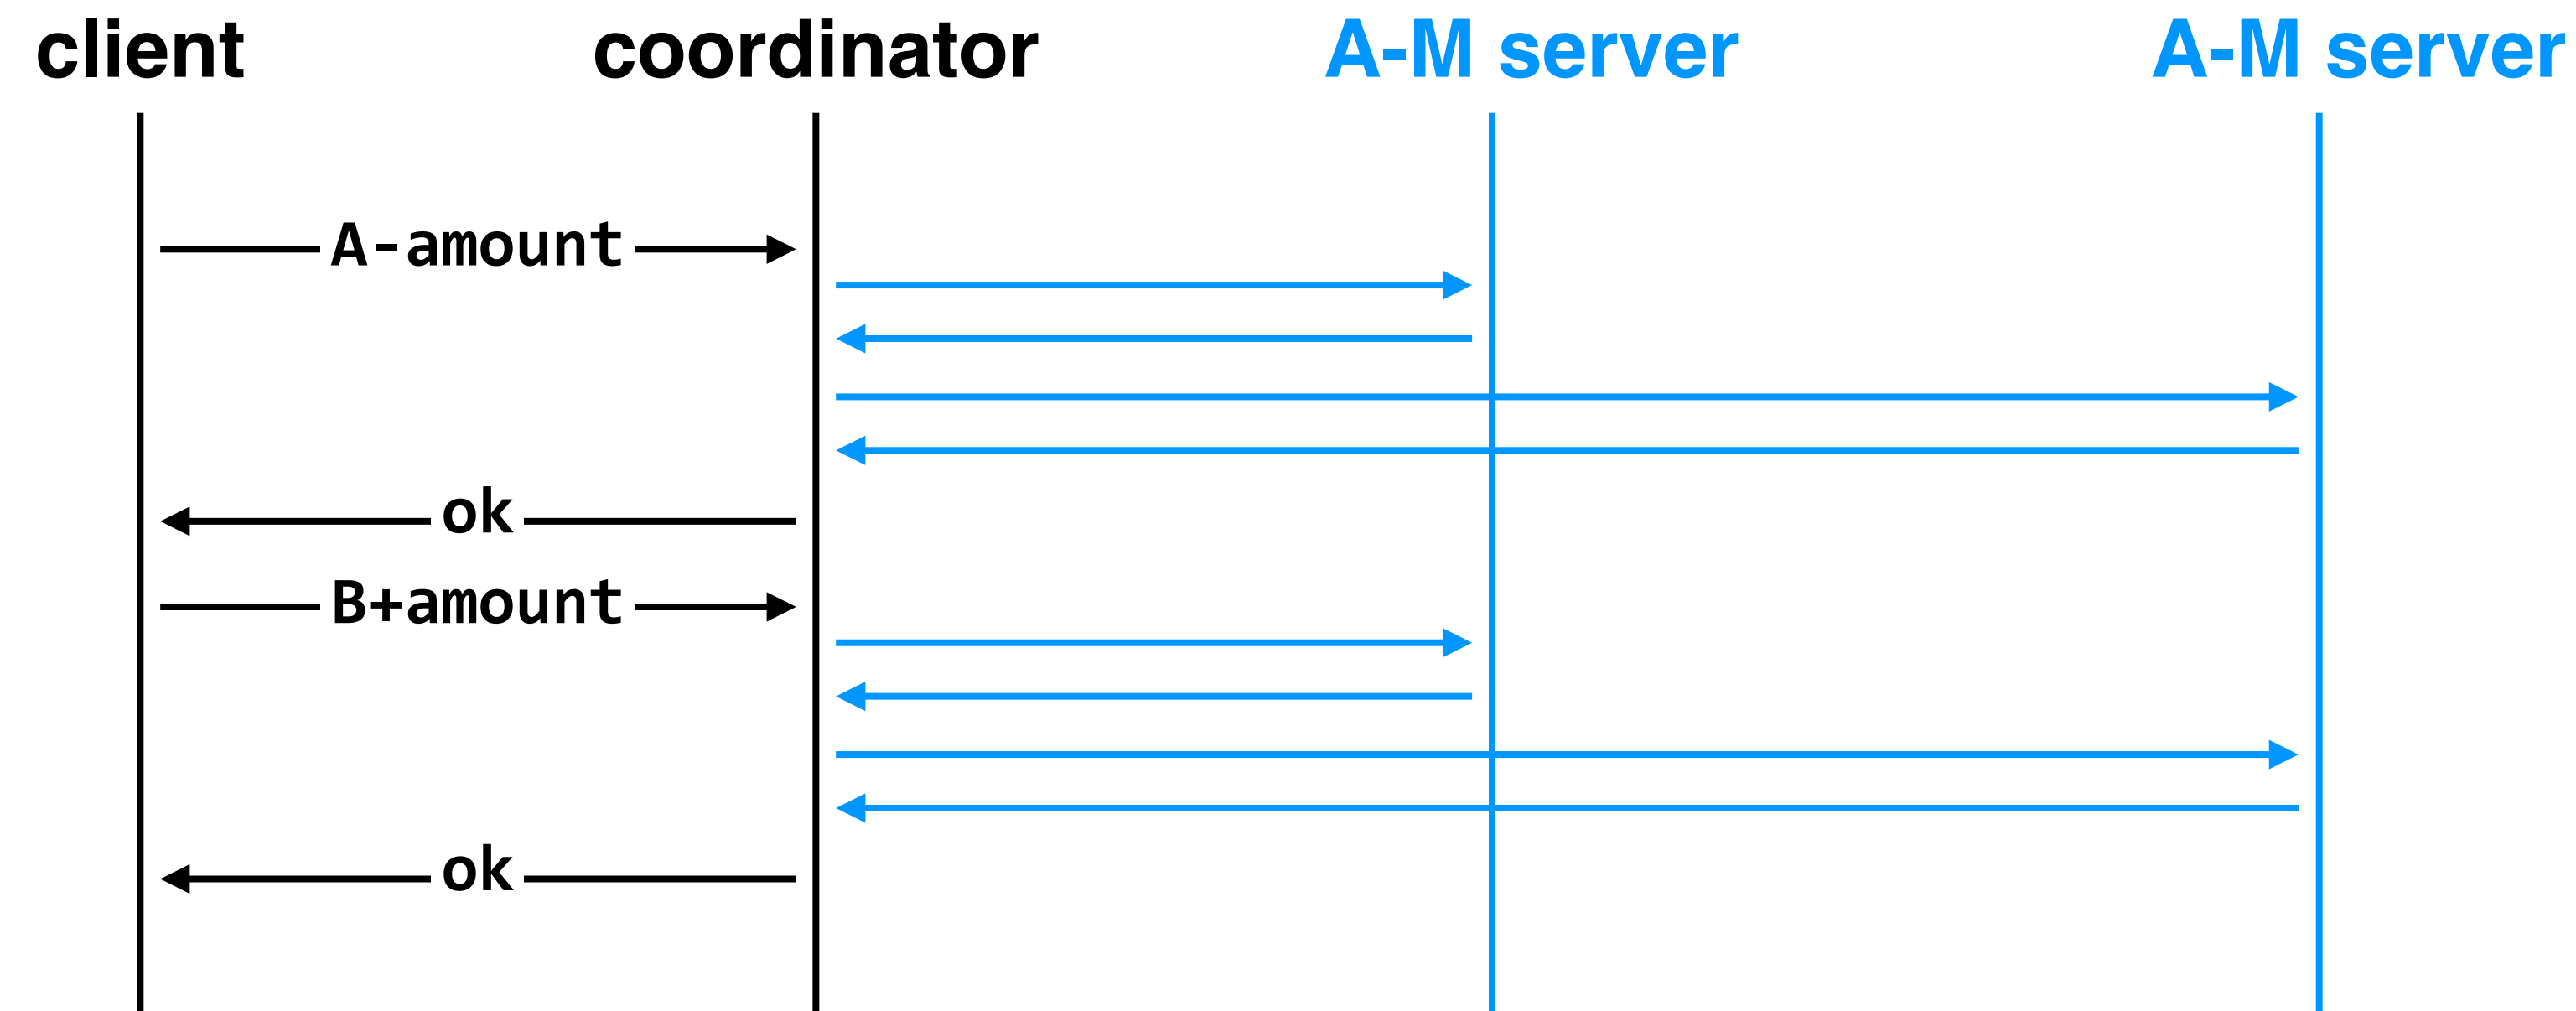 client coordinator A-M server A-M server
A-amount
ok
B+amount
ok